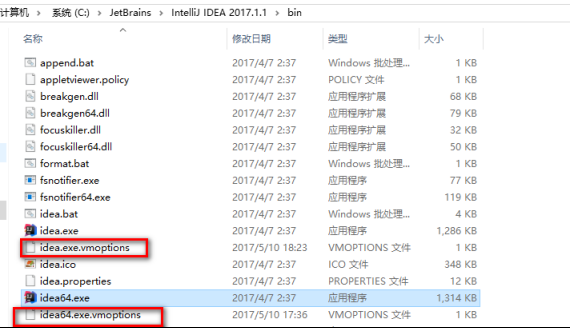 计算机 > 系统 (C:) > JetBrains > IntelliJ IDEA 2017.1.1 > bin
名称 修改日期 类型 大小
append.bat 2017/4/7 2:37 Windows 批处理... 1 KB
appletviewer.policy 2017/4/7 2:37 POLICY 文件 1 KB
breakgen.dll 2017/4/7 2:37 应用程序扩展 68 KB
breakgen64.dll 2017/4/7 2:37 应用程序扩展 79 KB
focuskiller.dll 2017/4/7 2:37 应用程序扩展 32 KB
focuskiller64.dll 2017/4/7 2:37 应用程序扩展 50 KB
format.bat 2017/4/7 2:37 Windows 批处理... 1 KB
fsnotifier.exe 2017/4/7 2:37 应用程序 77 KB
fsnotifier64.exe 2017/4/7 2:37 应用程序 119 KB
idea.bat 2017/4/7 2:37 Windows 批处理... 4 KB
idea.exe 2017/4/7 2:37 应用程序 1,286 KB
idea.exe.vmoptions 2017/5/10 18:23 VMOPTIONS 文件 1 KB
idea.ico 2017/4/7 2:37 ICO 文件 348 KB
idea.properties 2017/4/7 2:37 PROPERTIES 文件 12 KB
idea64.exe 2017/4/7 2:37 应用程序 1,314 KB
idea64.exe.vmoptions 2017/5/10 17:36 VMOPTIONS 文件 1 KB